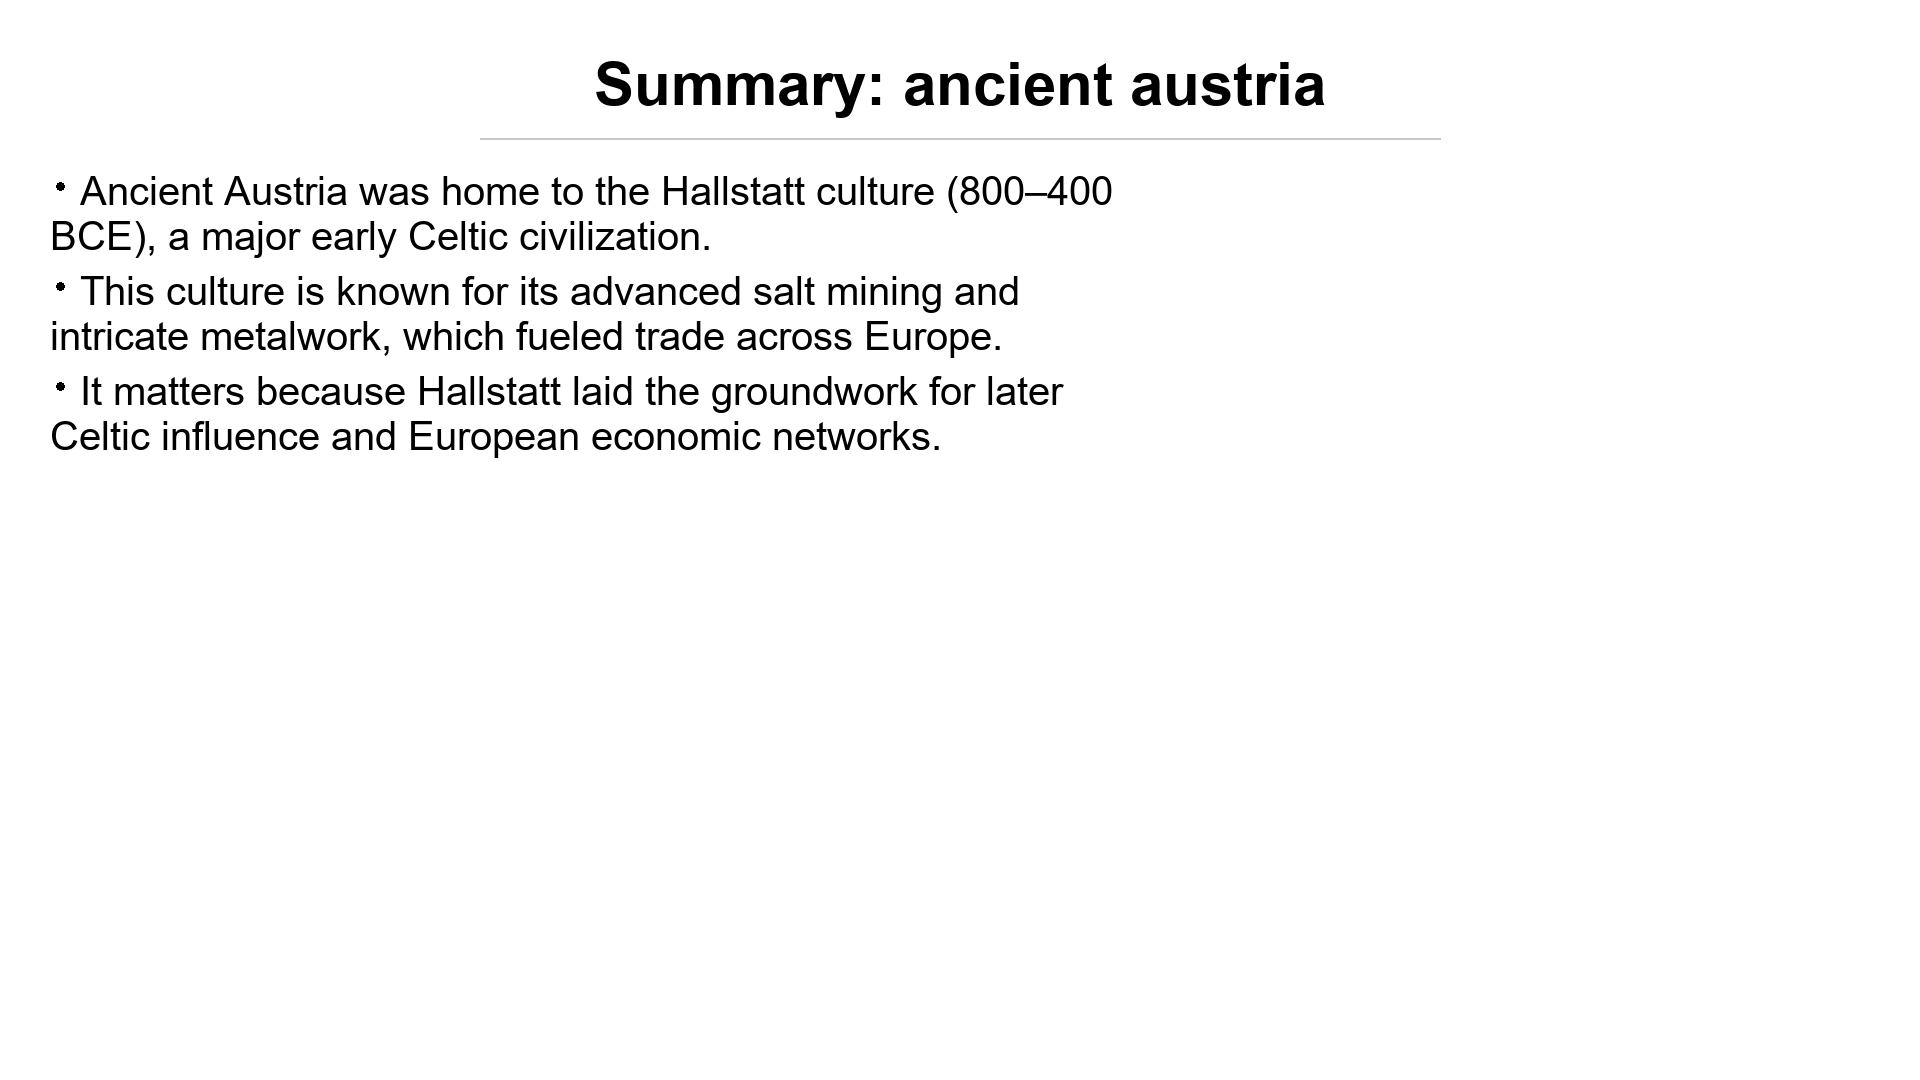 Summary: ancient austria
• Ancient Austria was home to the Hallstatt culture (800–400
BCE), a major early Celtic civilization.
• This culture is known for its advanced salt mining and
intricate metalwork, which fueled trade across Europe.
• It matters because Hallstatt laid the groundwork for later
Celtic influence and European economic networks.